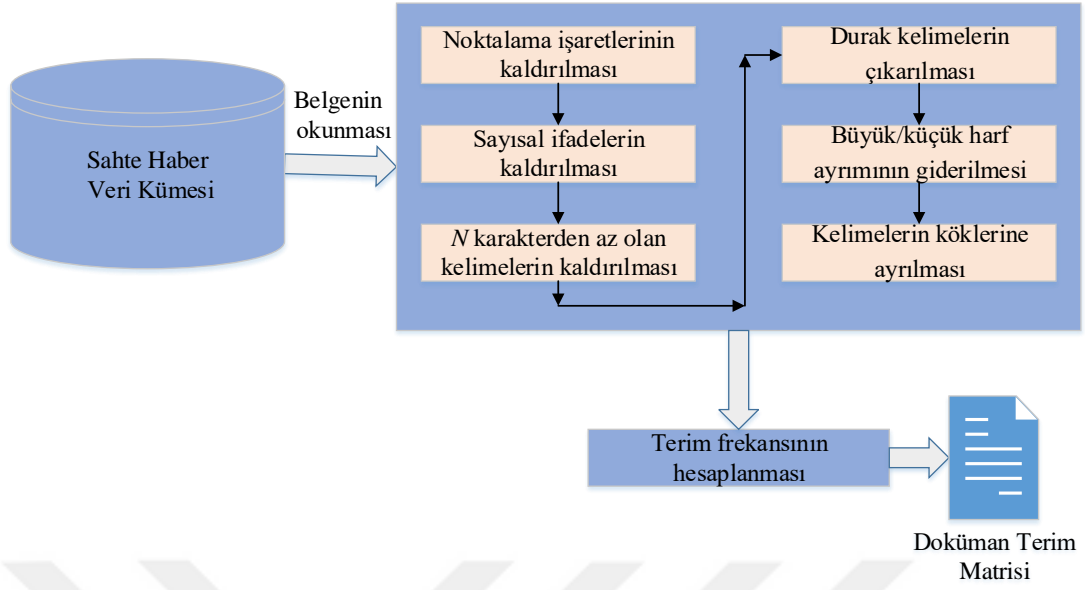 Sahte Haber
Veri Kümesi
Belgenin
okunması
Noktalama işaretlerinin
kaldırılması
Sayısal ifadelerin
kaldırılması
N karakterden az olan
kelimelerin kaldırılması
Durak kelimelerin
çıkarılması
Büyük/küçük harf
ayrımının giderilmesi
Kelimelerin köklerine
ayrılması
Terim frekansının
hesaplanması
Doküman Terim
Matrisi